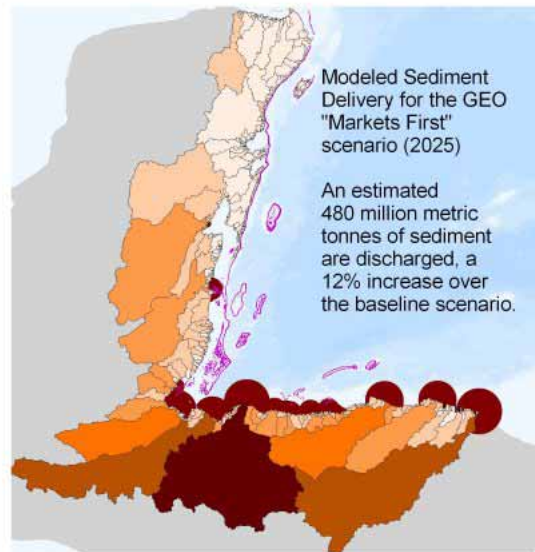 Modeled Sediment
Delivery for the GEO
"Markets First"
scenario (2025)
An estimated
480 million metric
tonnes of sediment
are discharged, a
12% increase over
the baseline scenario.